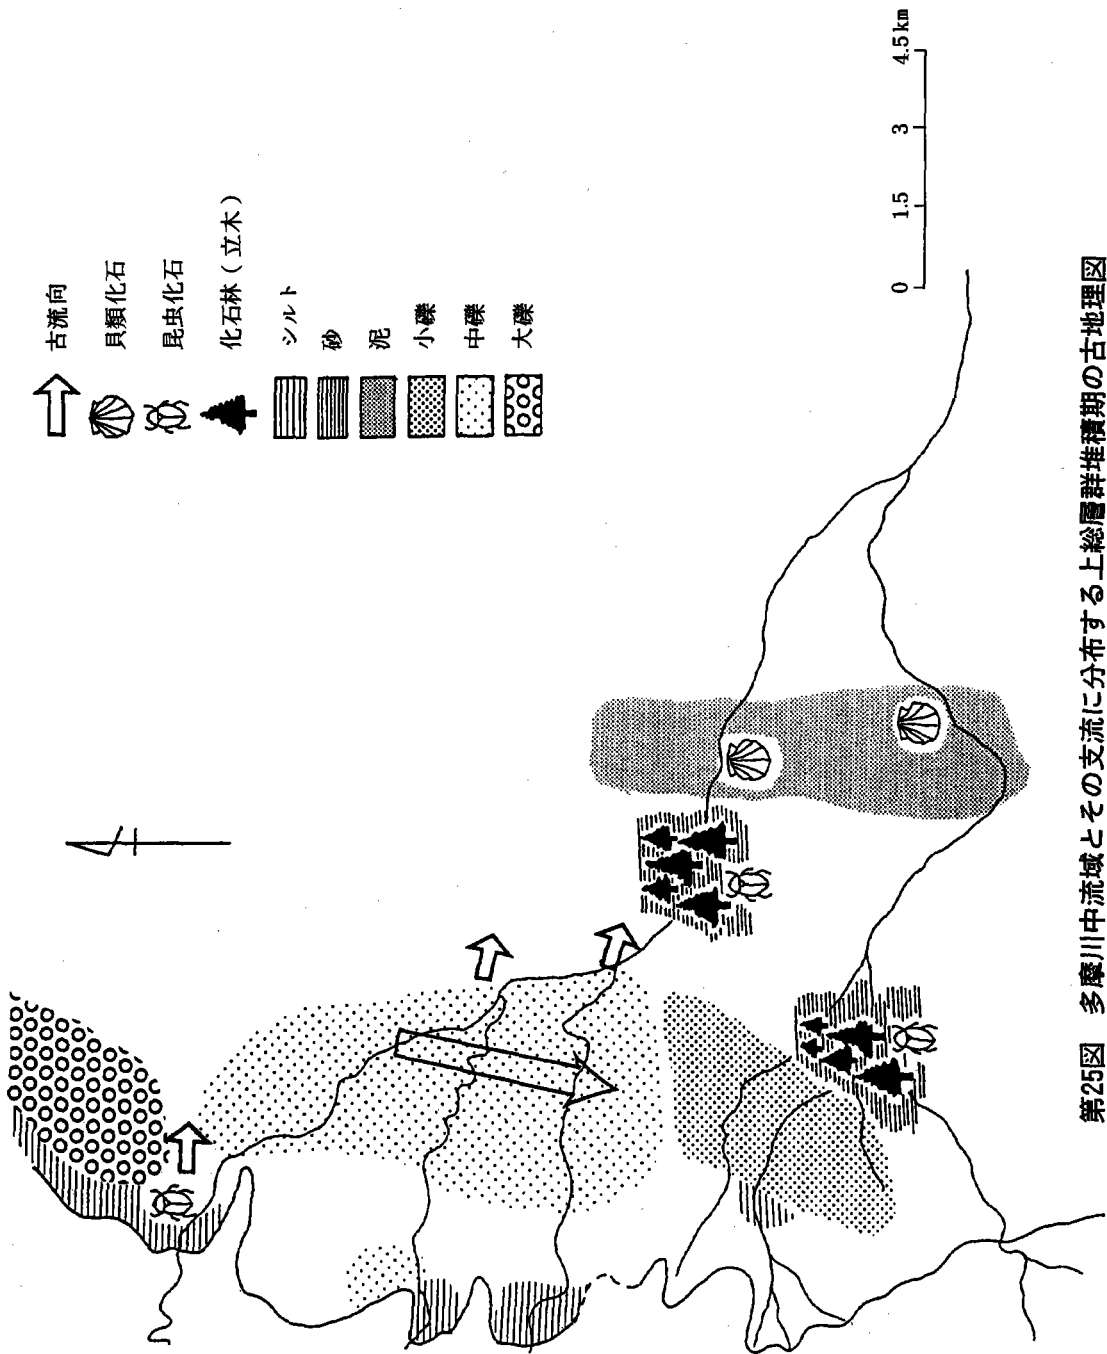 古流向
貝類化石
昆虫化石
化石林（立木）
シルト
砂
泥
小礫
中礫
大礫
0 1.5 3 4.5km
第25図 多摩川中流域とその支流に分布する上総層群堆積期の古地理図